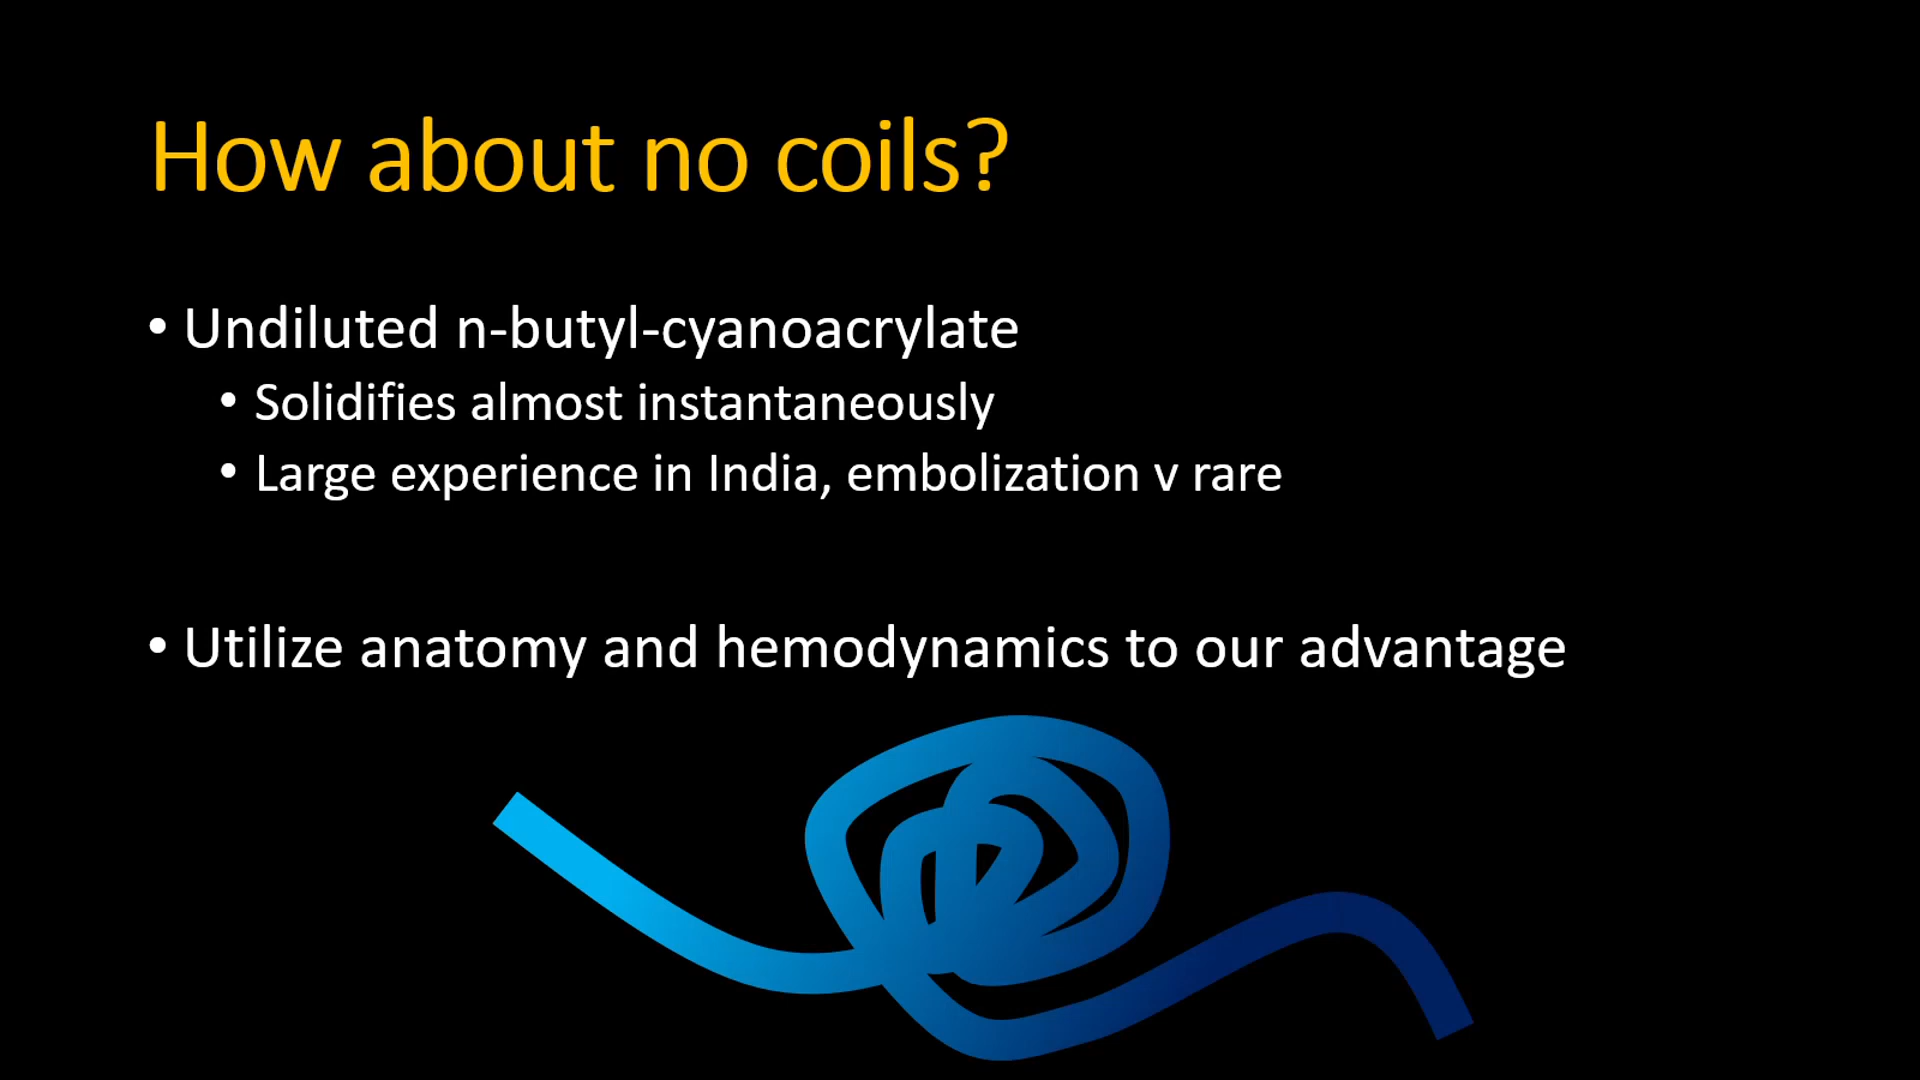 How about no coils?
• Undiluted n-butyl-cyanoacrylate
• Solidifies almost instantaneously
• Large experience in India, embolization v rare
• Utilize anatomy and hemodynamics to our advantage